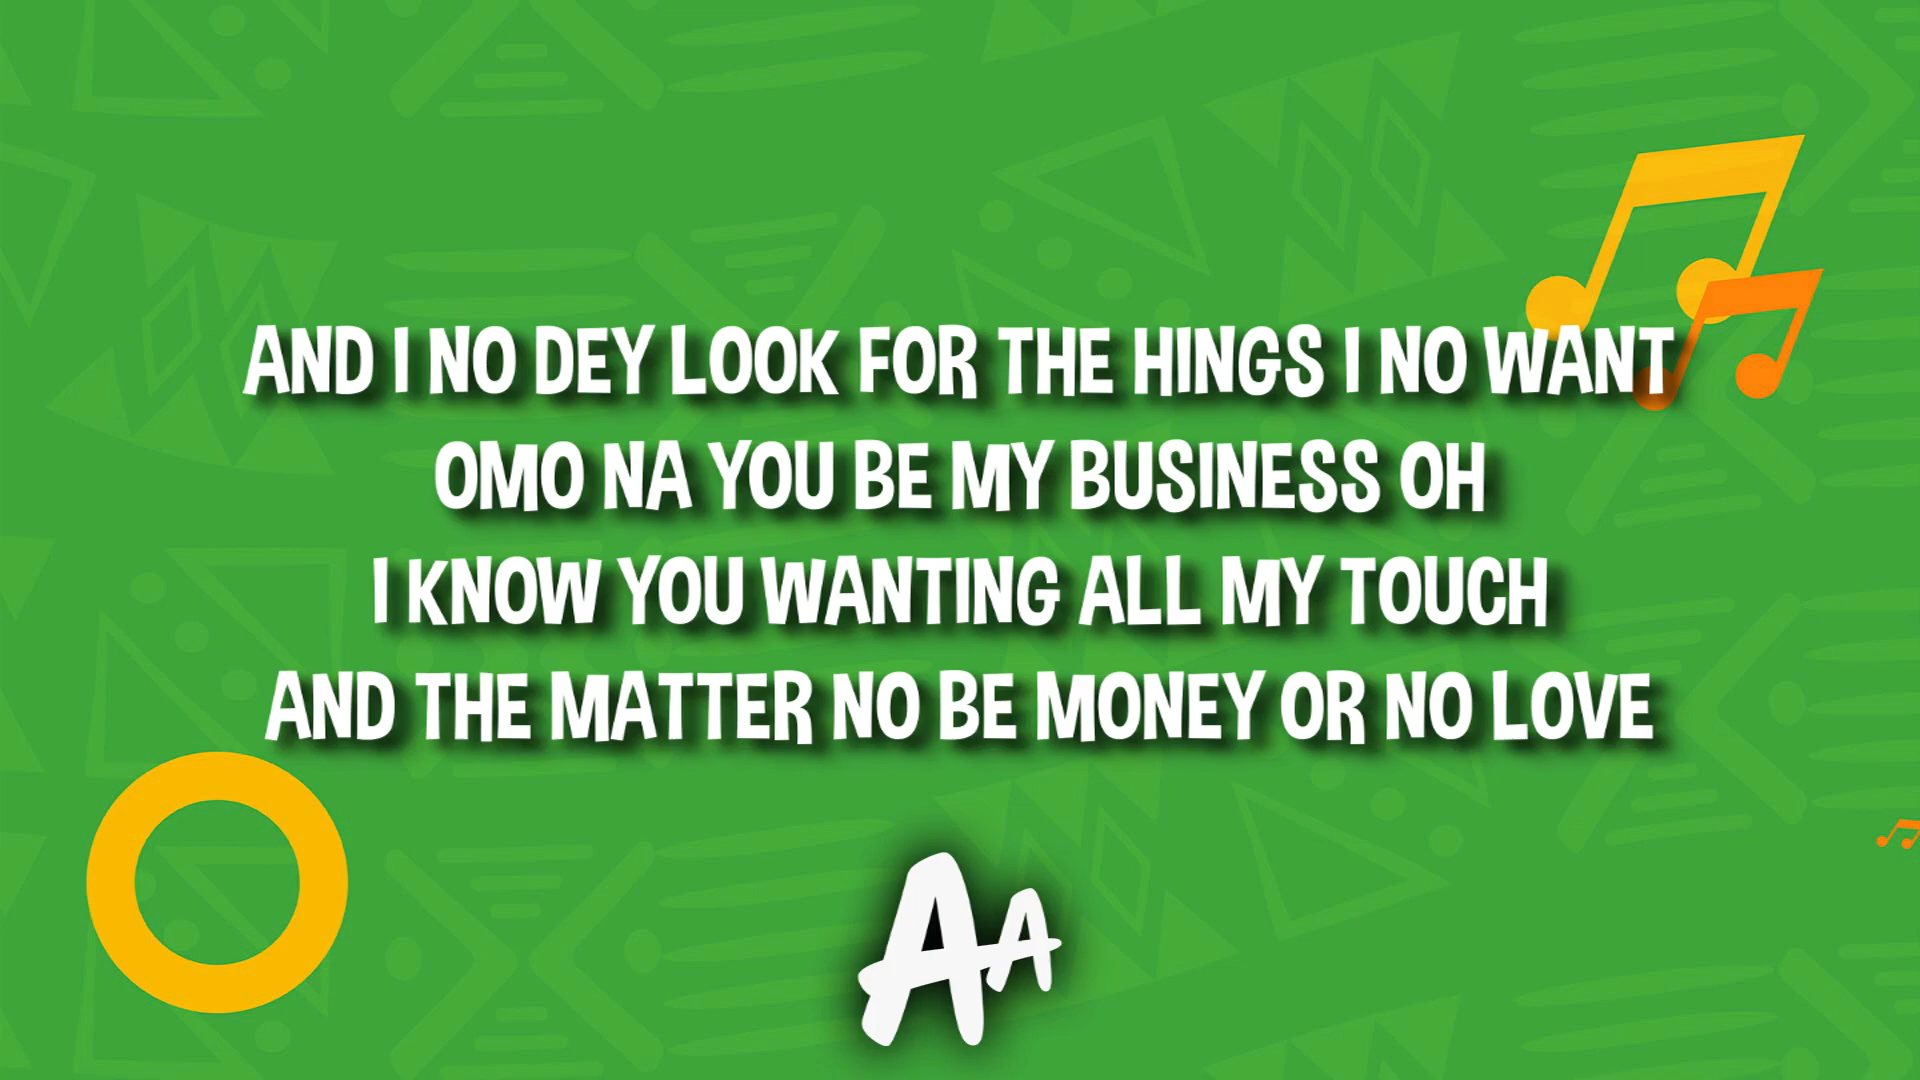 AND I NO DEY LOOK FOR THE HINGS I NO WANT
OMO NA YOU BE MY BUSINESS OH
I KNOW YOU WANTING ALL MY TOUCH
AND THE MATTER NO BE MONEY OR NO LOVE
AA